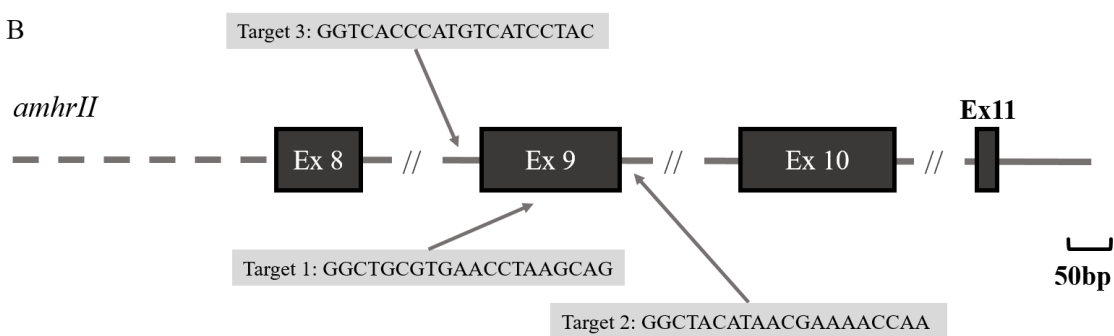 B
Target 3: GGTCACCCATGTCATCCTAC
amhrII
Ex 8
//
Ex 9
//
Ex 10
//
Ex11
Target 1: GGCTGCGTGAACCTAAGCAG
50bp
Target 2: GGCTACATAACGAAAACCAA